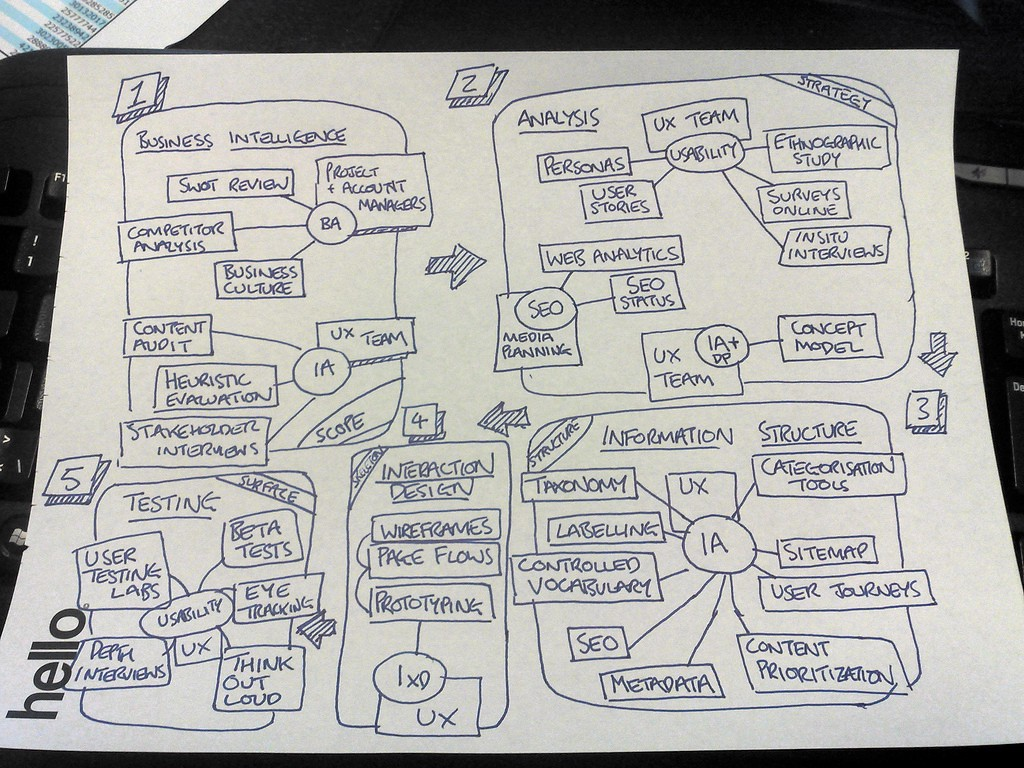 1
BUSINESS INTELLIGENCE
SWOT REVIEW
PROJECT
+ ACCOUNT
MANAGERS
BA
COMPETITOR
ANALYSIS
BUSINESS
CULTURE
CONTENT
AUDIT
UX TEAM
IA
HEURISTIC
EVALUATION
STAKEHOLDER
INTERVIEWS
SCOPE
2
STRATEGY
ANALYSIS
UX TEAM
USABILITY
ETHNOGRAPHIC
STUDY
PERSONAS
USER
STORIES
SURVEYS
ONLINE
INSITU
INTERVIEWS
WEB ANALYTICS
SEO
SEO
STATUS
MEDIA
PLANNING
UX
TEAM
IA+
DP
CONCEPT
MODEL
3
STRUCTURE
INFORMATION STRUCTURE
TAXONOMY
UX
CATEGORISATION
TOOLS
LABELLING
IA
SITEMAP
CONTROLLED
VOCABULARY
USER JOURNEYS
SEO
METADATA
CONTENT
PRIORITIZATION
4
INTERACTION
DESIGN
WIREFRAMES
PAGE FLOWS
PROTOTYPING
IXD
UX
5
SURFACE
TESTING
BETA
TESTS
USER
TESTING
LABS
USABILITY
EYE
TRACKING
UX
DEPTH
INTERVIEWS
THINK
OUT
LOUD
hello
F1
!
1